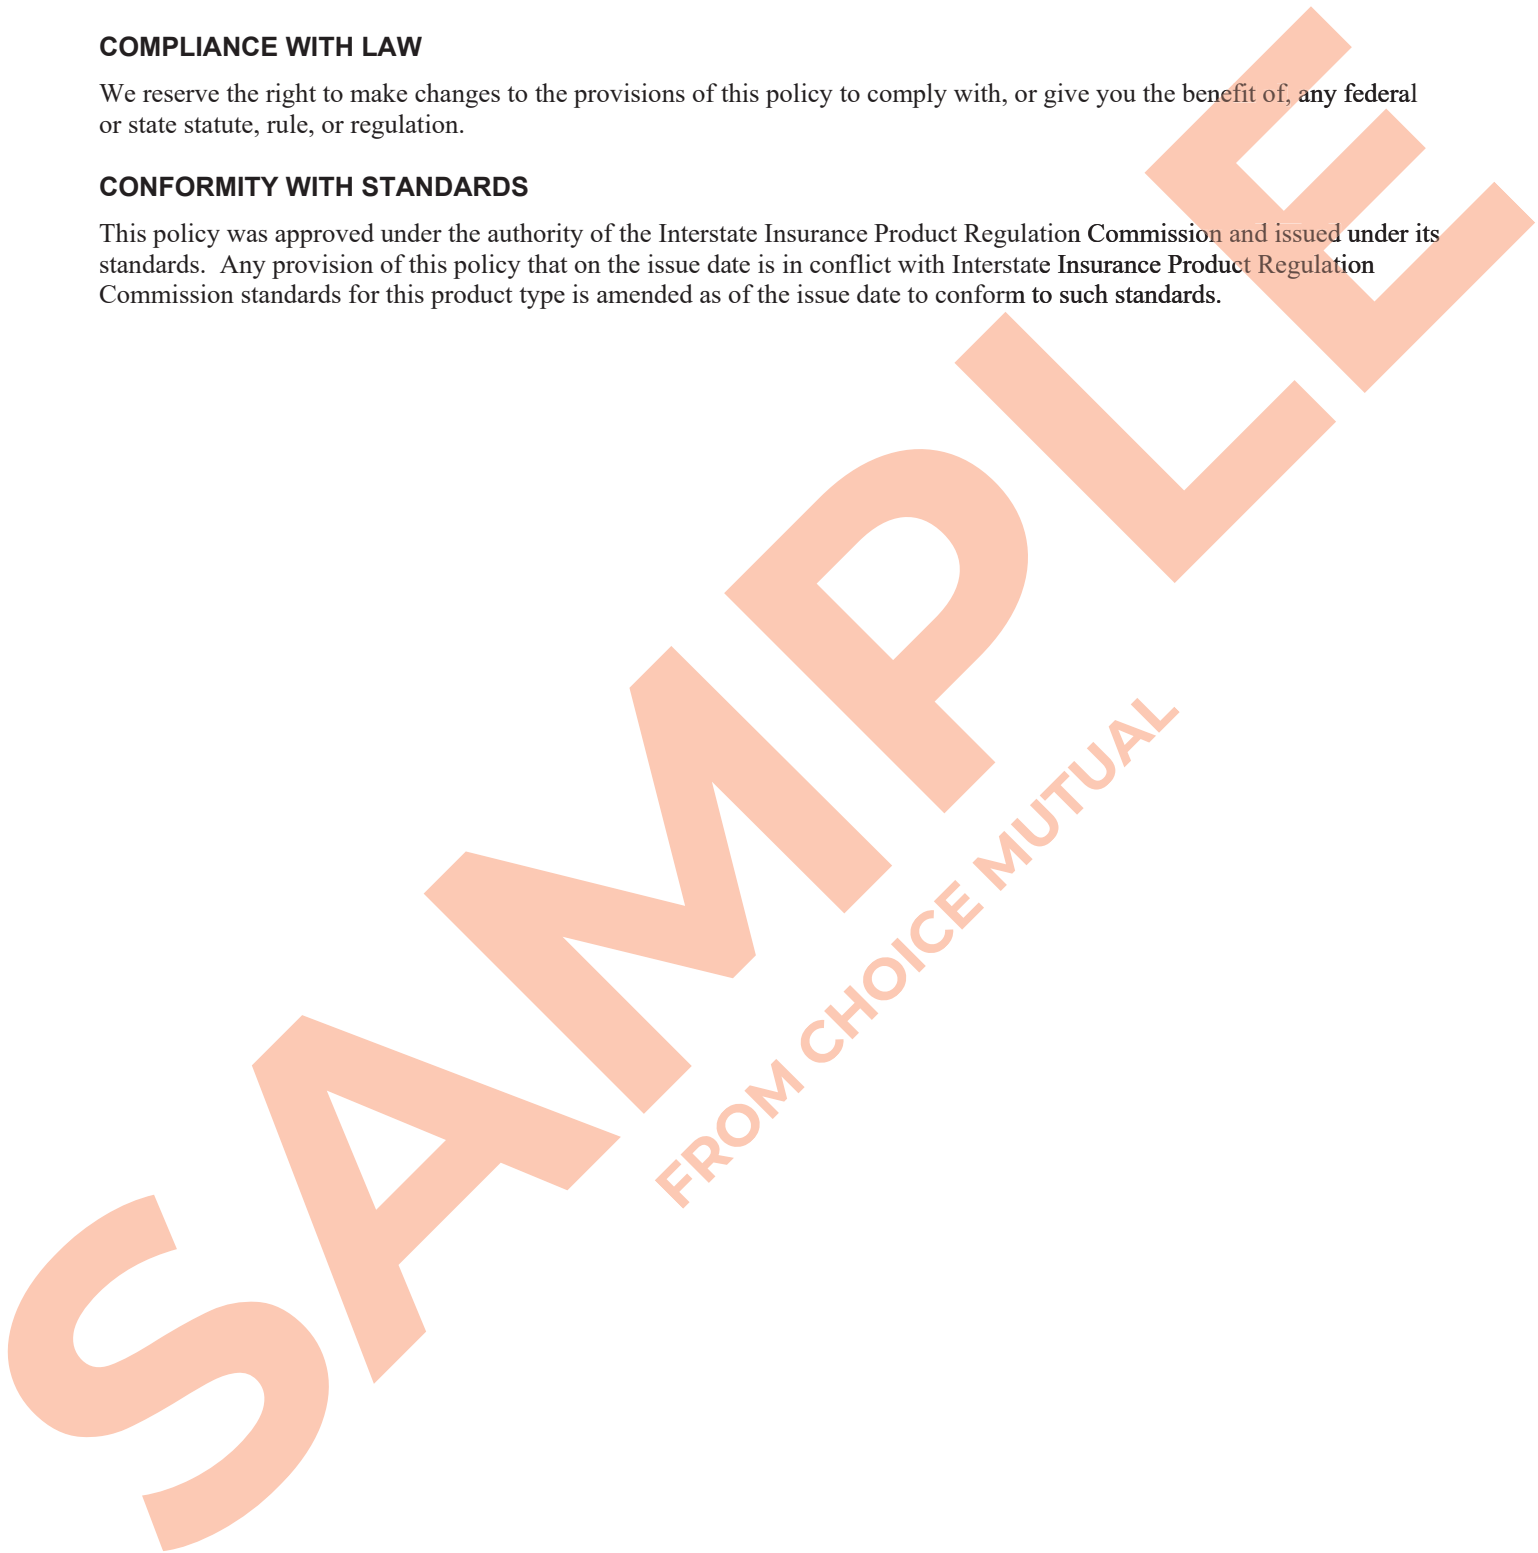 COMPLIANCE WITH LAW
We reserve the right to make changes to the provisions of this policy to comply with, or give you the benefit of, any federal
or state statute, rule, or regulation.
CONFORMITY WITH STANDARDS
This policy was approved under the authority of the Interstate Insurance Product Regulation Commission and issued under its
standards.  Any provision of this policy that on the issue date is in conflict with Interstate Insurance Product Regulation
Commission standards for this product type is amended as of the issue date to conform to such standards.
SAMPLE
FROM CHOICE MUTUAL